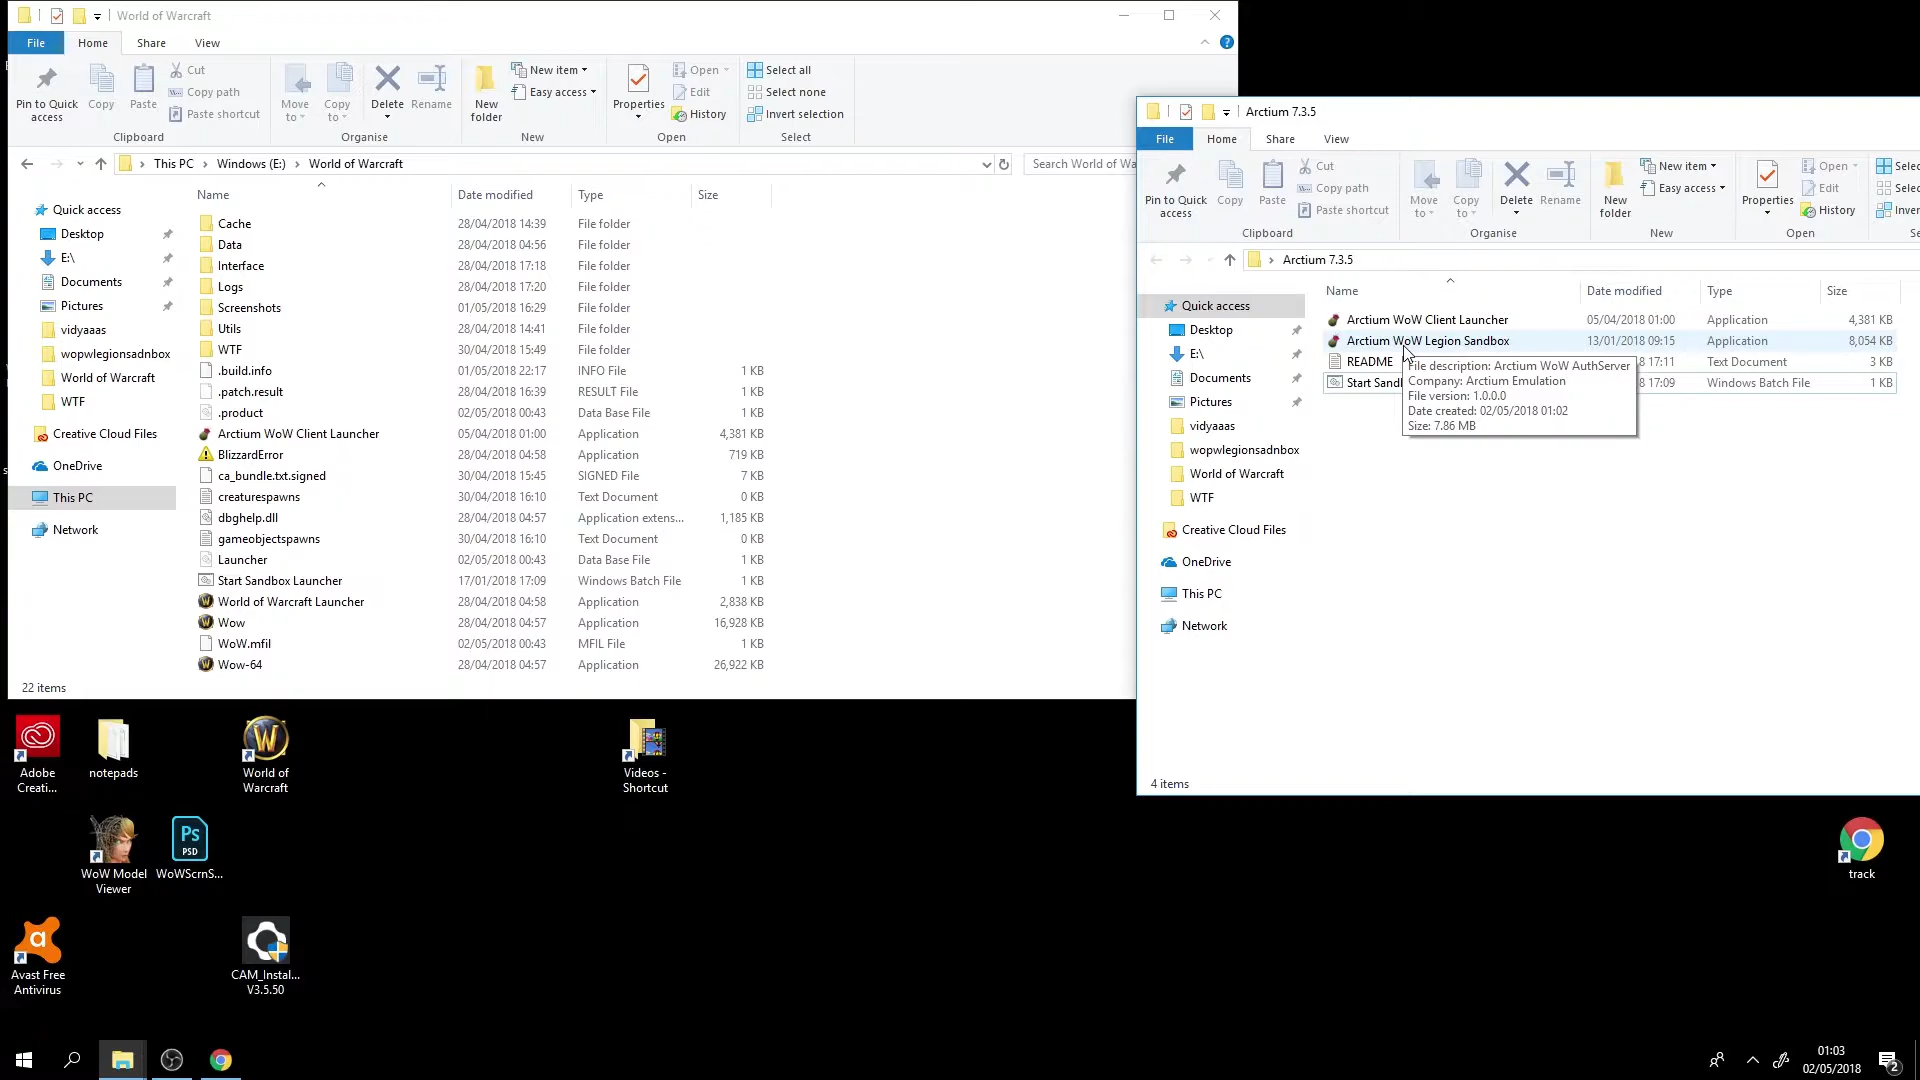 World of Warcraft
File Home Share View
Pin to Quick access
Copy
Paste
Cut
Copy path
Paste shortcut
Clipboard
Move to
Copy to
Delete
Rename
Organise
New folder
New item
Easy access
New
Properties
Open
Edit
History
Open
Select all
Select none
Invert selection
Select
This PC Windows (E:) World of Warcraft
Search World of Wa
Quick access
Desktop
E:\
Documents
Pictures
vidyaaas
wopwlegionsadnbox
World of Warcraft
WTF
Creative Cloud Files
OneDrive
This PC
Network
Name Date modified Type Size
Cache 28/04/2018 14:39 File folder
Data 28/04/2018 04:56 File folder
Interface 28/04/2018 17:18 File folder
Logs 28/04/2018 17:20 File folder
Screenshots 01/05/2018 16:29 File folder
Utils 28/04/2018 14:41 File folder
WTF 30/04/2018 15:49 File folder
.build.info 01/05/2018 22:17 INFO File 1 KB
.patch.result 28/04/2018 16:39 RESULT File 1 KB
.product 02/05/2018 00:43 Data Base File 1 KB
Arctium WoW Client Launcher 05/04/2018 01:00 Application 4,381 KB
BlizzardError 28/04/2018 04:58 Application 719 KB
ca_bundle.txt.signed 30/04/2018 15:45 SIGNED File 7 KB
creaturespawns 30/04/2018 16:10 Text Document 0 KB
dbghelp.dll 28/04/2018 04:57 Application extens... 1,185 KB
gameobjectspawns 30/04/2018 16:10 Text Document 0 KB
Launcher 02/05/2018 00:43 Data Base File 1 KB
Start Sandbox Launcher 17/01/2018 17:09 Windows Batch File 1 KB
World of Warcraft Launcher 28/04/2018 04:58 Application 2,838 KB
Wow 28/04/2018 04:57 Application 16,928 KB
WoW.mfil 02/05/2018 00:43 MFIL File 1 KB
Wow-64 28/04/2018 04:57 Application 26,922 KB
22 items
Arctium 7.3.5
File Home Share View
Pin to Quick access
Copy
Paste
Cut
Copy path
Paste shortcut
Clipboard
Move to
Copy to
Delete
Rename
Organise
New folder
New item
Easy access
New
Properties
Open
Edit
History
Open
Selec
Selec
Inver
Se
Arctium 7.3.5
Quick access
Desktop
E:\
Documents
Pictures
vidyaaas
wopwlegionsadnbox
World of Warcraft
WTF
Creative Cloud Files
OneDrive
This PC
Network
Name Date modified Type Size
Arctium WoW Client Launcher 05/04/2018 01:00 Application 4,381 KB
Arctium WoW Legion Sandbox 13/01/2018 09:15 Application 8,054 KB
README 18 17:11 Text Document 3 KB
Start Sandl 18 17:09 Windows Batch File 1 KB
File description: Arctium WoW AuthServer
Company: Arctium Emulation
File version: 1.0.0.0
Date created: 02/05/2018 01:02
Size: 7.86 MB
4 items
Adobe Creati...
notepads
World of Warcraft
Videos - Shortcut
WoW Model Viewer
PS
PSD
WoWScrnS...
track
Avast Free Antivirus
CAM_Instal... V3.5.50
01:03
02/05/2018
2